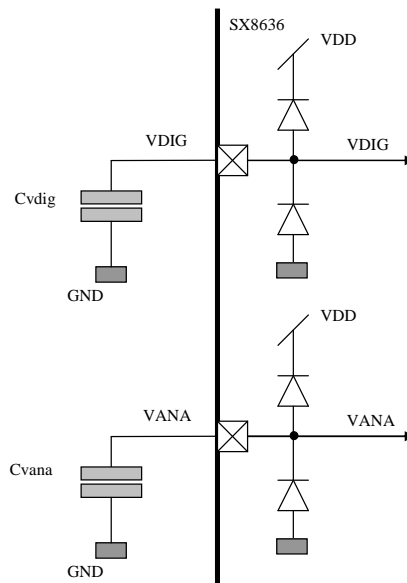 SX8636
VDD
VDIG
VDIG
Cvdig
GND
VDD
VANA
VANA
Cvana
GND